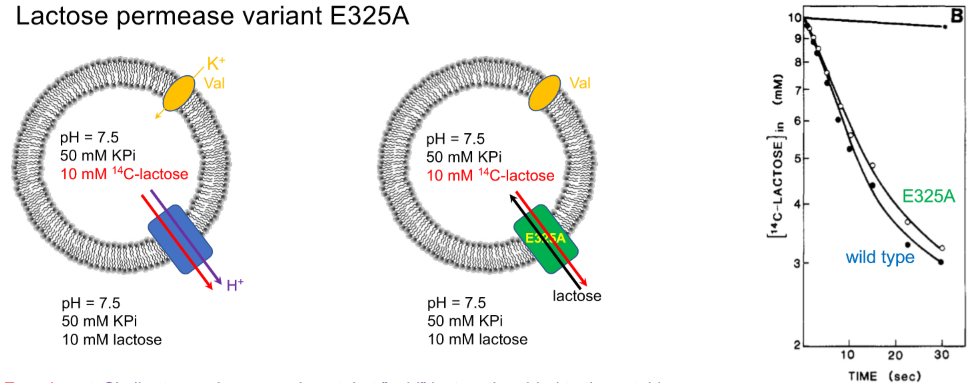 Lactose permease variant E325A
K+
Val
pH = 7.5
50 mM KPi
10 mM 14C-lactose
H+
pH = 7.5
50 mM KPi
10 mM lactose
Val
pH = 7.5
50 mM KPi
10 mM 14C-lactose
E325A
lactose
pH = 7.5
50 mM KPi
10 mM lactose
B
[14C-LACTOSE]in (mM)
10
9
8
7
6
5
4
3
2
E325A
wild type
10
20
30
TIME (sec)